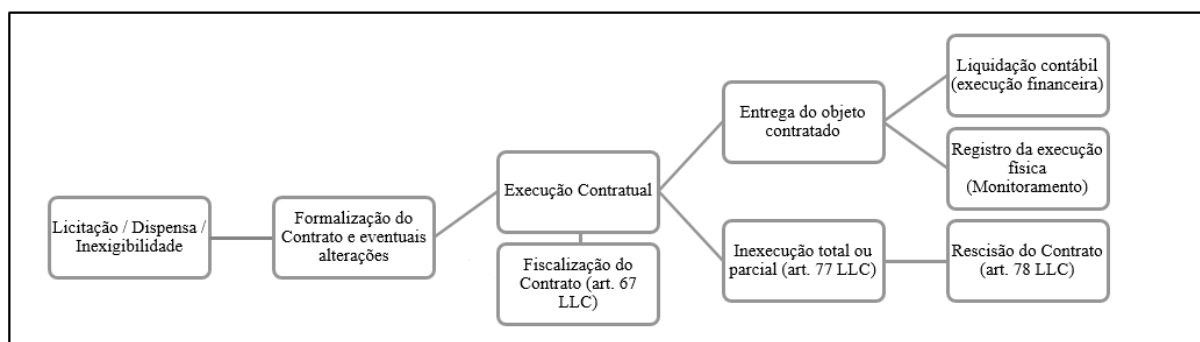 Licitação / Dispensa /
Inexigibilidade
Formalização do
Contrato e eventuais
alterações
Execução Contratual
Fiscalização do
Contrato (art. 67
LLC)
Entrega do objeto
contratado
Liquidação contábil
(execução financeira)
Registro da execução
física
(Monitoramento)
Inexecução total ou
parcial (art. 77 LLC)
Rescisão do Contrato
(art. 78 LLC)